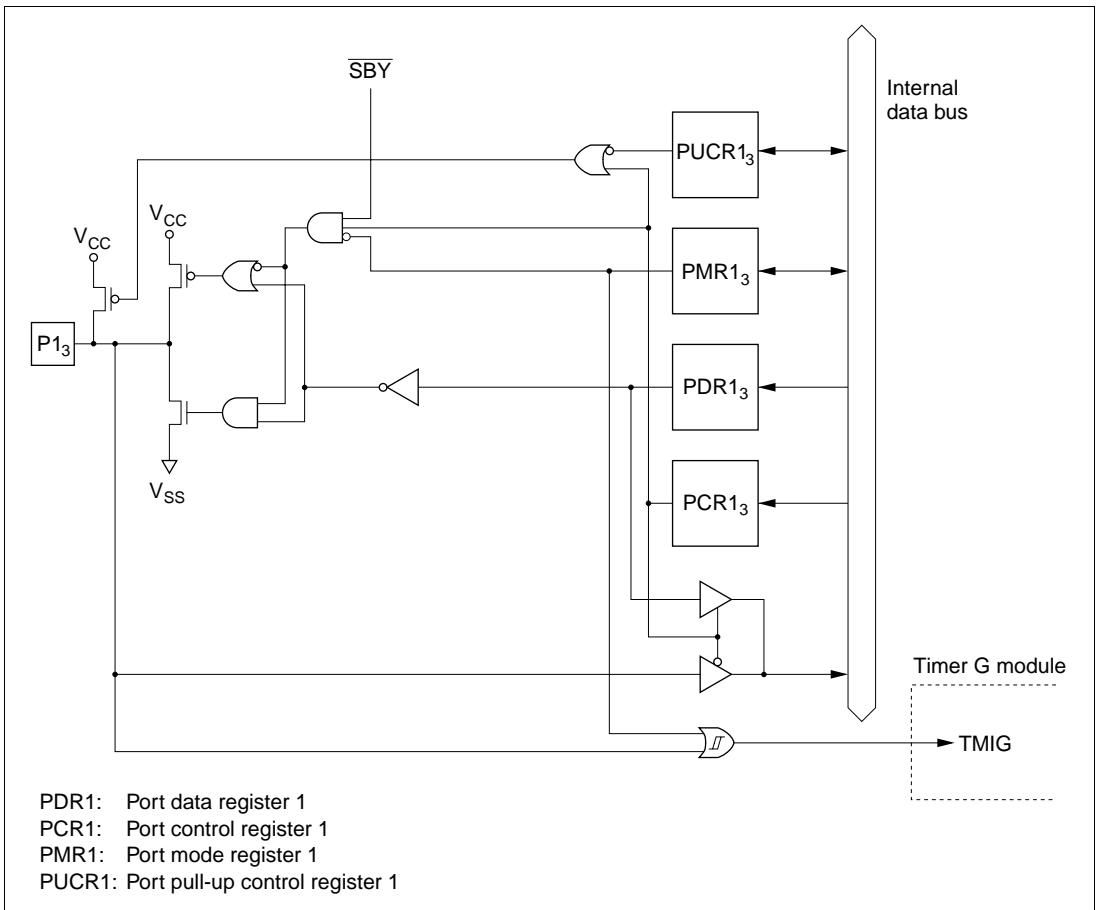 SBY
Internal
data bus
PUCR1₃
V_CC
V_CC
PMR1₃
P1₃
PDR1₃
V_SS
PCR1₃
Timer G module
TMIG
PDR1: Port data register 1
PCR1: Port control register 1
PMR1: Port mode register 1
PUCR1: Port pull-up control register 1